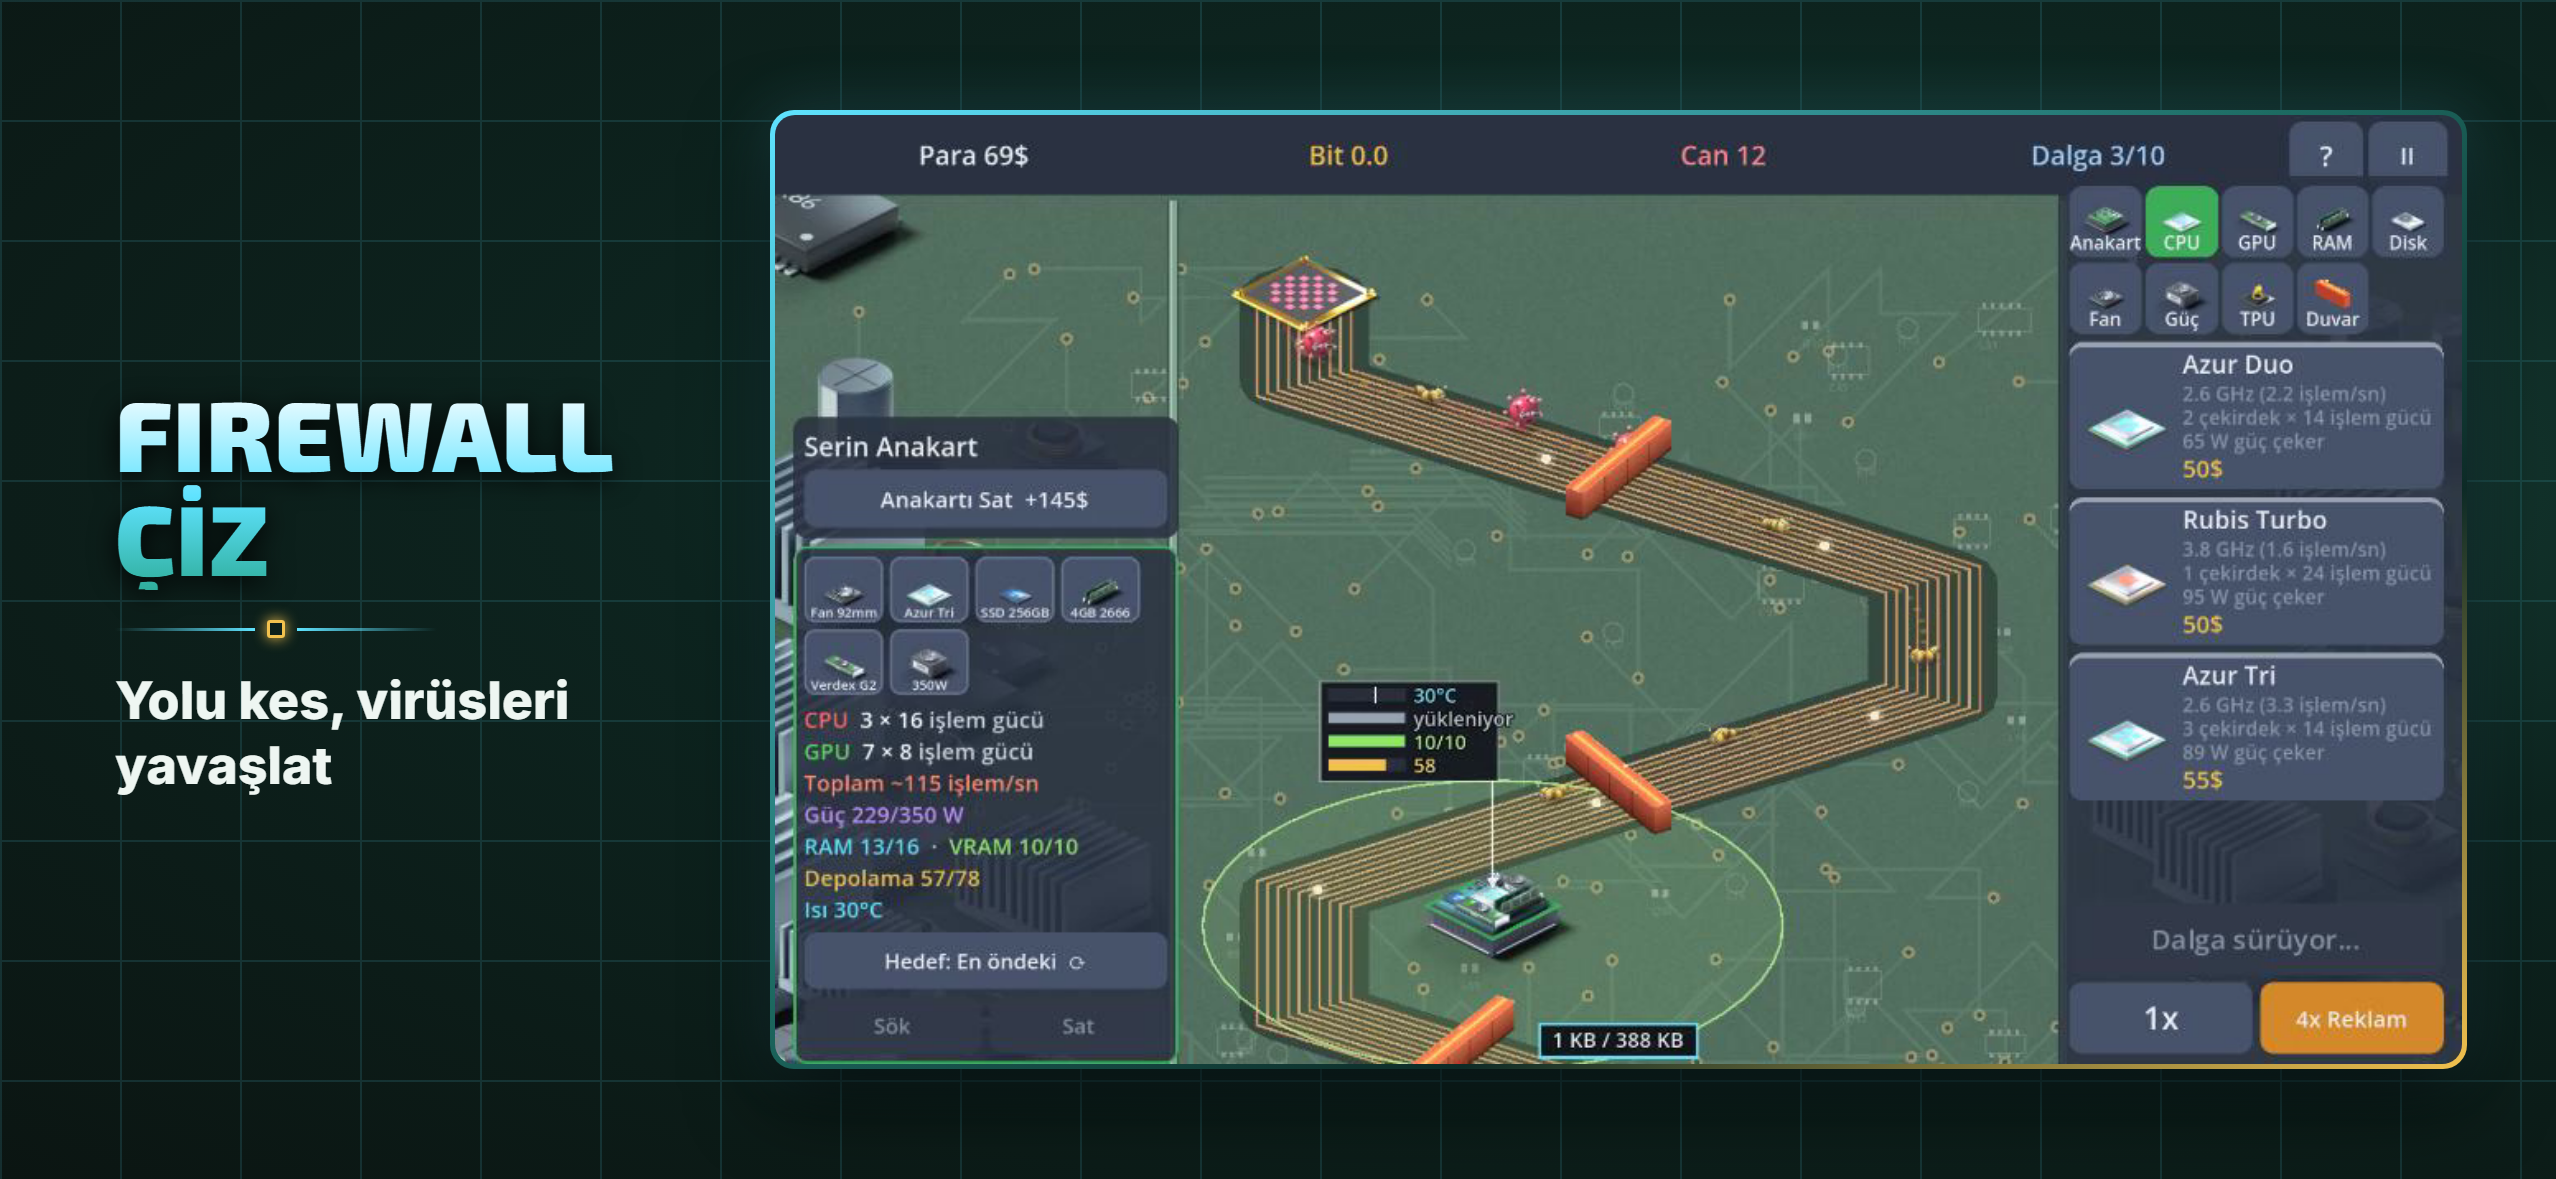 FIREWALL
ÇİZ
Yolu kes, virüsleri
yavaşlat
Para 69$
Bit 0.0
Can 12
Dalga 3/10
?
II
Anakart
CPU
GPU
RAM
Disk
Fan
Güç
TPU
Duvar
Azur Duo
2.6 GHz (2.2 işlem/sn)
2 çekirdek × 14 işlem gücü
65 W güç çeker
50$
Rubis Turbo
3.8 GHz (1.6 işlem/sn)
1 çekirdek × 24 işlem gücü
95 W güç çeker
50$
Azur Tri
2.6 GHz (3.3 işlem/sn)
3 çekirdek × 14 işlem gücü
89 W güç çeker
55$
Dalga sürüyor...
1x
4x Reklam
Serin Anakart
Anakartı Sat +145$
Fan 92mm
Azur Tri
SSD 256GB
4GB 2666
Verdex G2
350W
CPU 3 × 16 işlem gücü
GPU 7 × 8 işlem gücü
Toplam ~115 işlem/sn
Güç 229/350 W
RAM 13/16 · VRAM 10/10
Depolama 57/78
Isı 30°C
Hedef: En öndeki ⟳
Sök
Sat
30°C
yükleniyor
10/10
58
1 KB / 388 KB